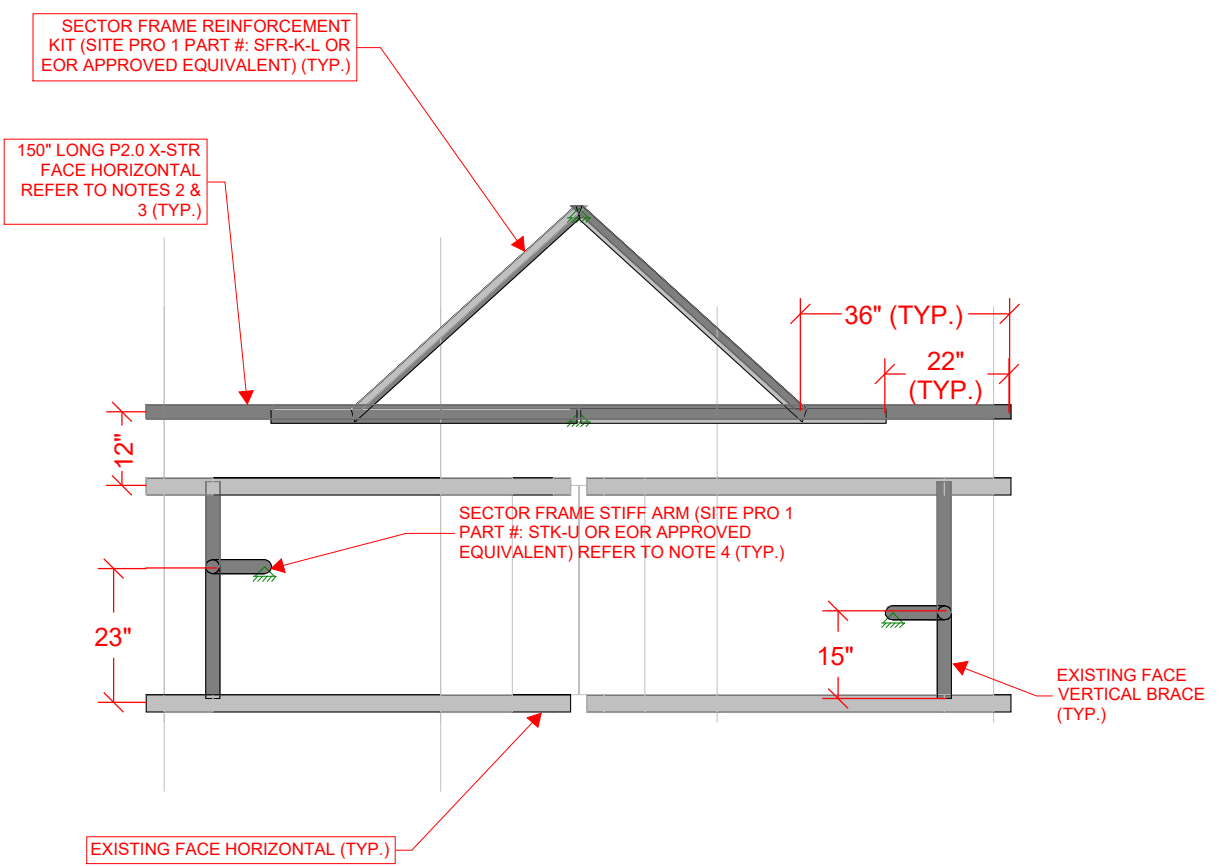 SECTOR FRAME REINFORCEMENT
KIT (SITE PRO 1 PART #: SFR-K-L OR
EOR APPROVED EQUIVALENT) (TYP.)
150" LONG P2.0 X-STR
FACE HORIZONTAL
REFER TO NOTES 2 &
3 (TYP.)
36" (TYP.)
22"
(TYP.)
12"
SECTOR FRAME STIFF ARM (SITE PRO 1
PART #: STK-U OR EOR APPROVED
EQUIVALENT) REFER TO NOTE 4 (TYP.)
23"
15"
EXISTING FACE
VERTICAL BRACE
(TYP.)
EXISTING FACE HORIZONTAL (TYP.)